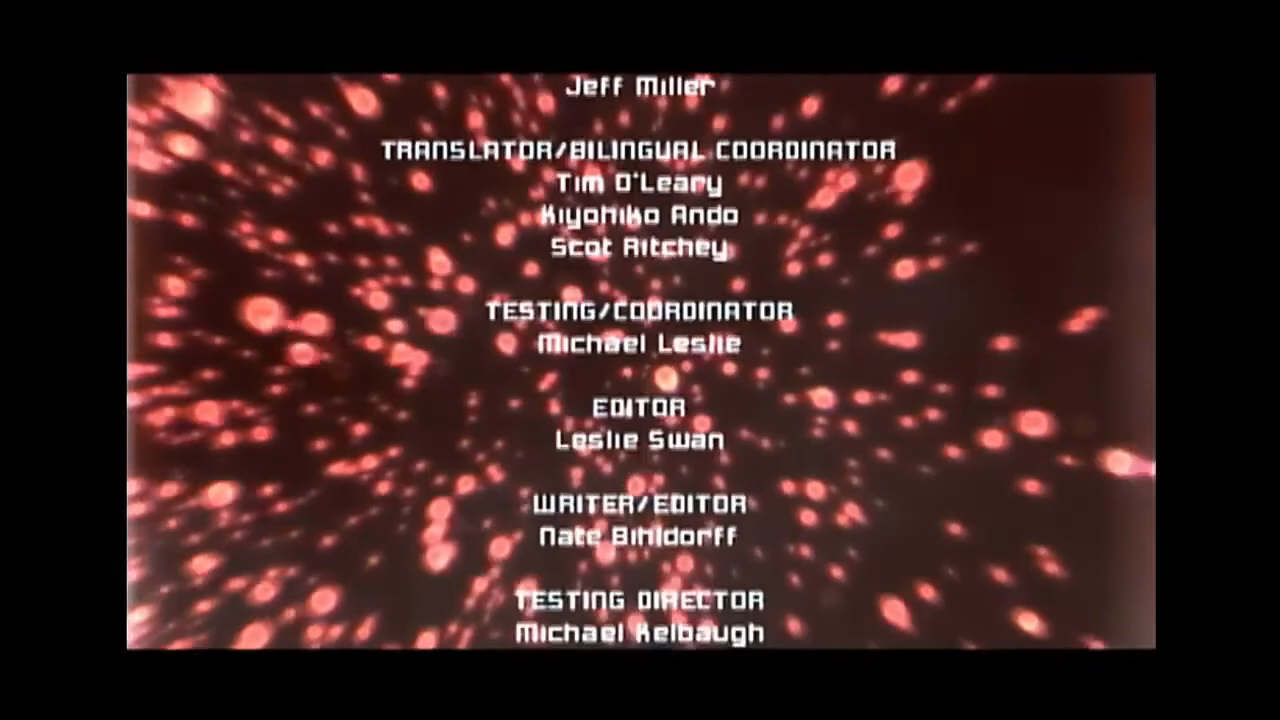 Jeff Miller
TRANSLATOR/BILINGUAL COORDINATOR
Tim O'Leary
Kiyohiko Ando
Scot Ritchey
TESTING/COORDINATOR
Michael Leslie
EDITOR
Leslie Swan
WRITER/EDITOR
Nate Bihldorff
TESTING DIRECTOR
Michael Kelbaugh